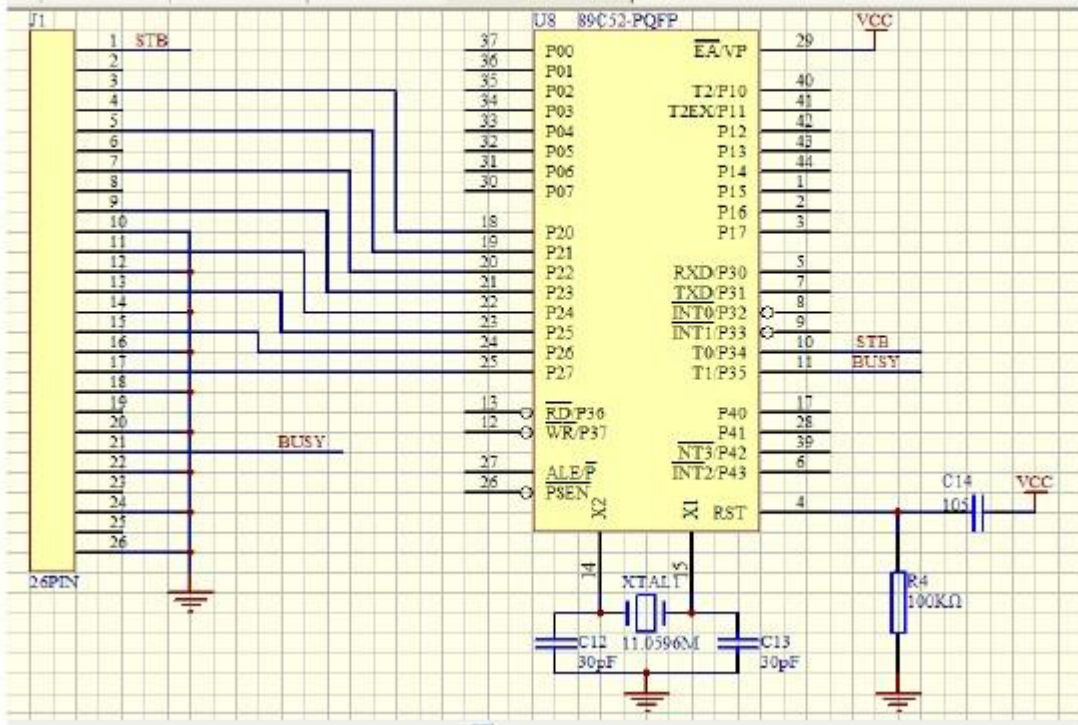 J1
1 STB
2
3
4
5
6
7
8
9
10
11
12
13
14
15
16
17
18
19
20
21 BUSY
22
23
24
25
26
26PIN
U8 89C52-PQFP
37 P00
36 P01
35 P02
34 P03
33 P04
32 P05
31 P06
30 P07
18 P20
19 P21
20 P22
21 P23
22 P24
23 P25
24 P26
25 P27
13 RD/P36
12 WR/P37
27 ALE/P
26 PSEN
EA/VP 29 VCC
T2/P10 40
T2EX/P11 41
P12 42
P13 43
P14 44
P15 1
P16 2
P17 3
RXD/P30 5
TXD/P31 7
INT0/P32 8
INT1/P33 9
T0/P34 10 STB
T1/P35 11 BUSY
P40 17
P41 28
NT3/P42 39
INT2/P43 6
RST 4
X2 X1
14 15
XTAL1
11.0596M
C12
30pF
C13
30pF
C14 VCC
105
R4
100KΩ